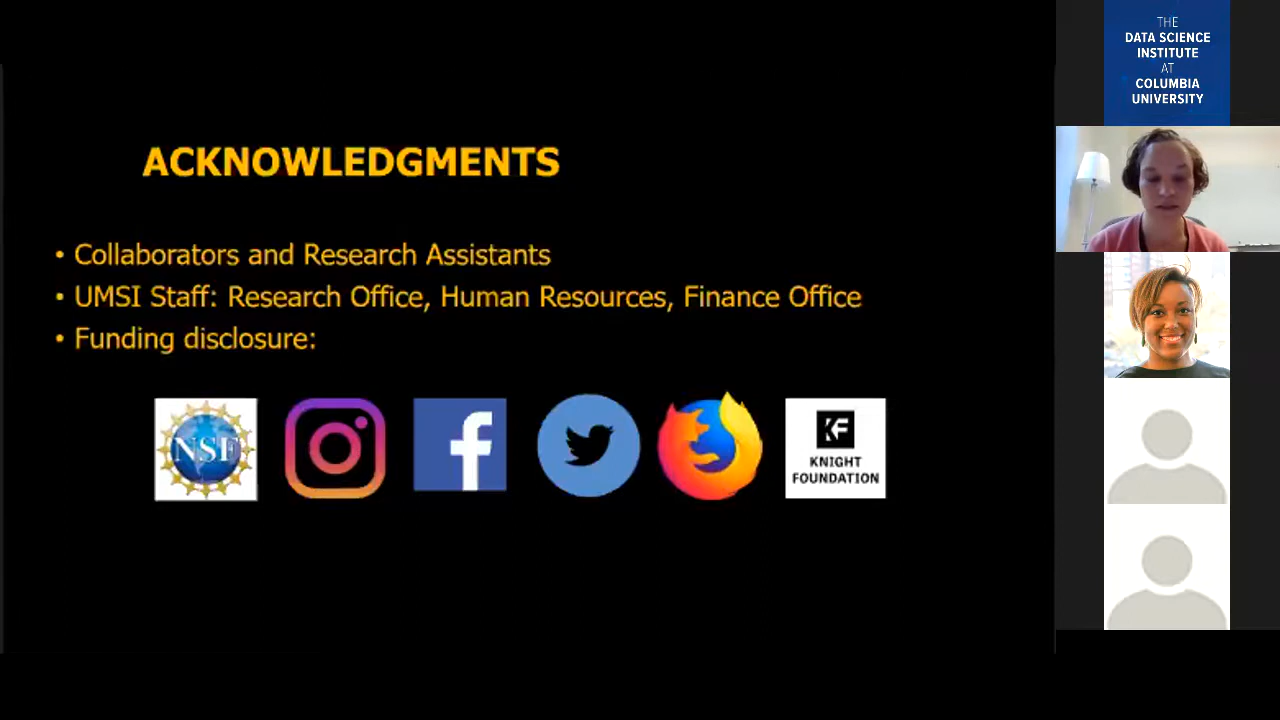 THE
DATA SCIENCE
INSTITUTE
AT
COLUMBIA
UNIVERSITY
ACKNOWLEDGMENTS
• Collaborators and Research Assistants
• UMSI Staff: Research Office, Human Resources, Finance Office
• Funding disclosure:
NSF
KF
KNIGHT
FOUNDATION